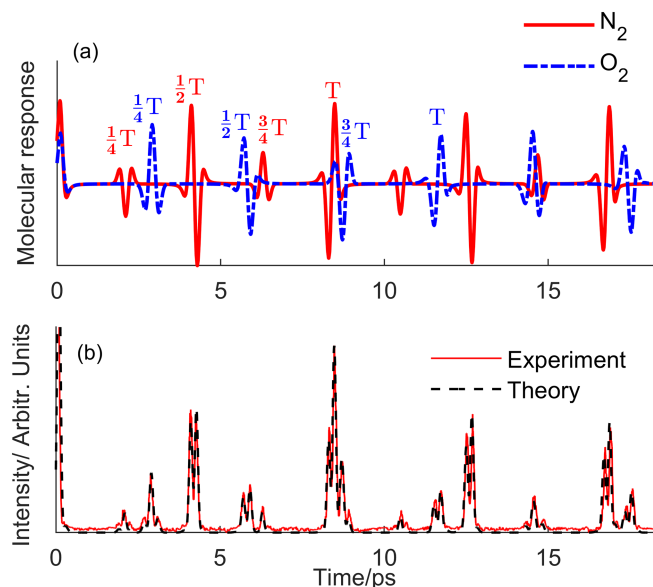 (a)
N₂
O₂
Molecular response
¼T ¼T ½T ½T ¾T T ¾T T
0 5 10 15
(b)
Experiment
Theory
Intensity/ Arbitr. Units
0 5 10 15
Time/ps